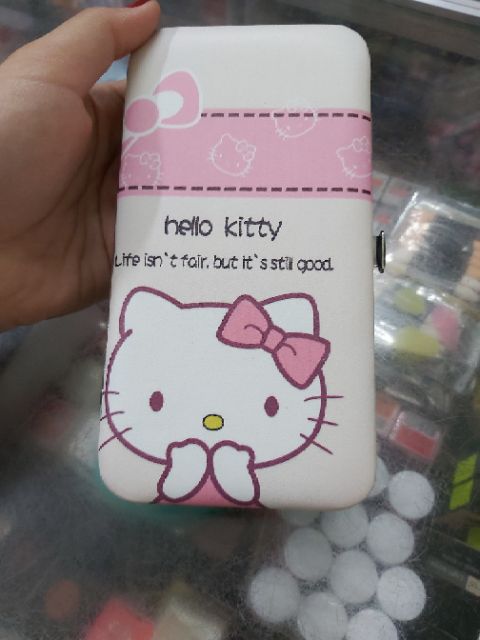 hello kitty
Life isn't fair, but it's still good.